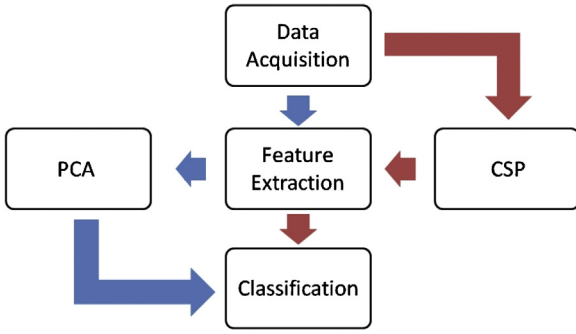 Data
Acquisition
PCA
Feature
Extraction
CSP
Classification